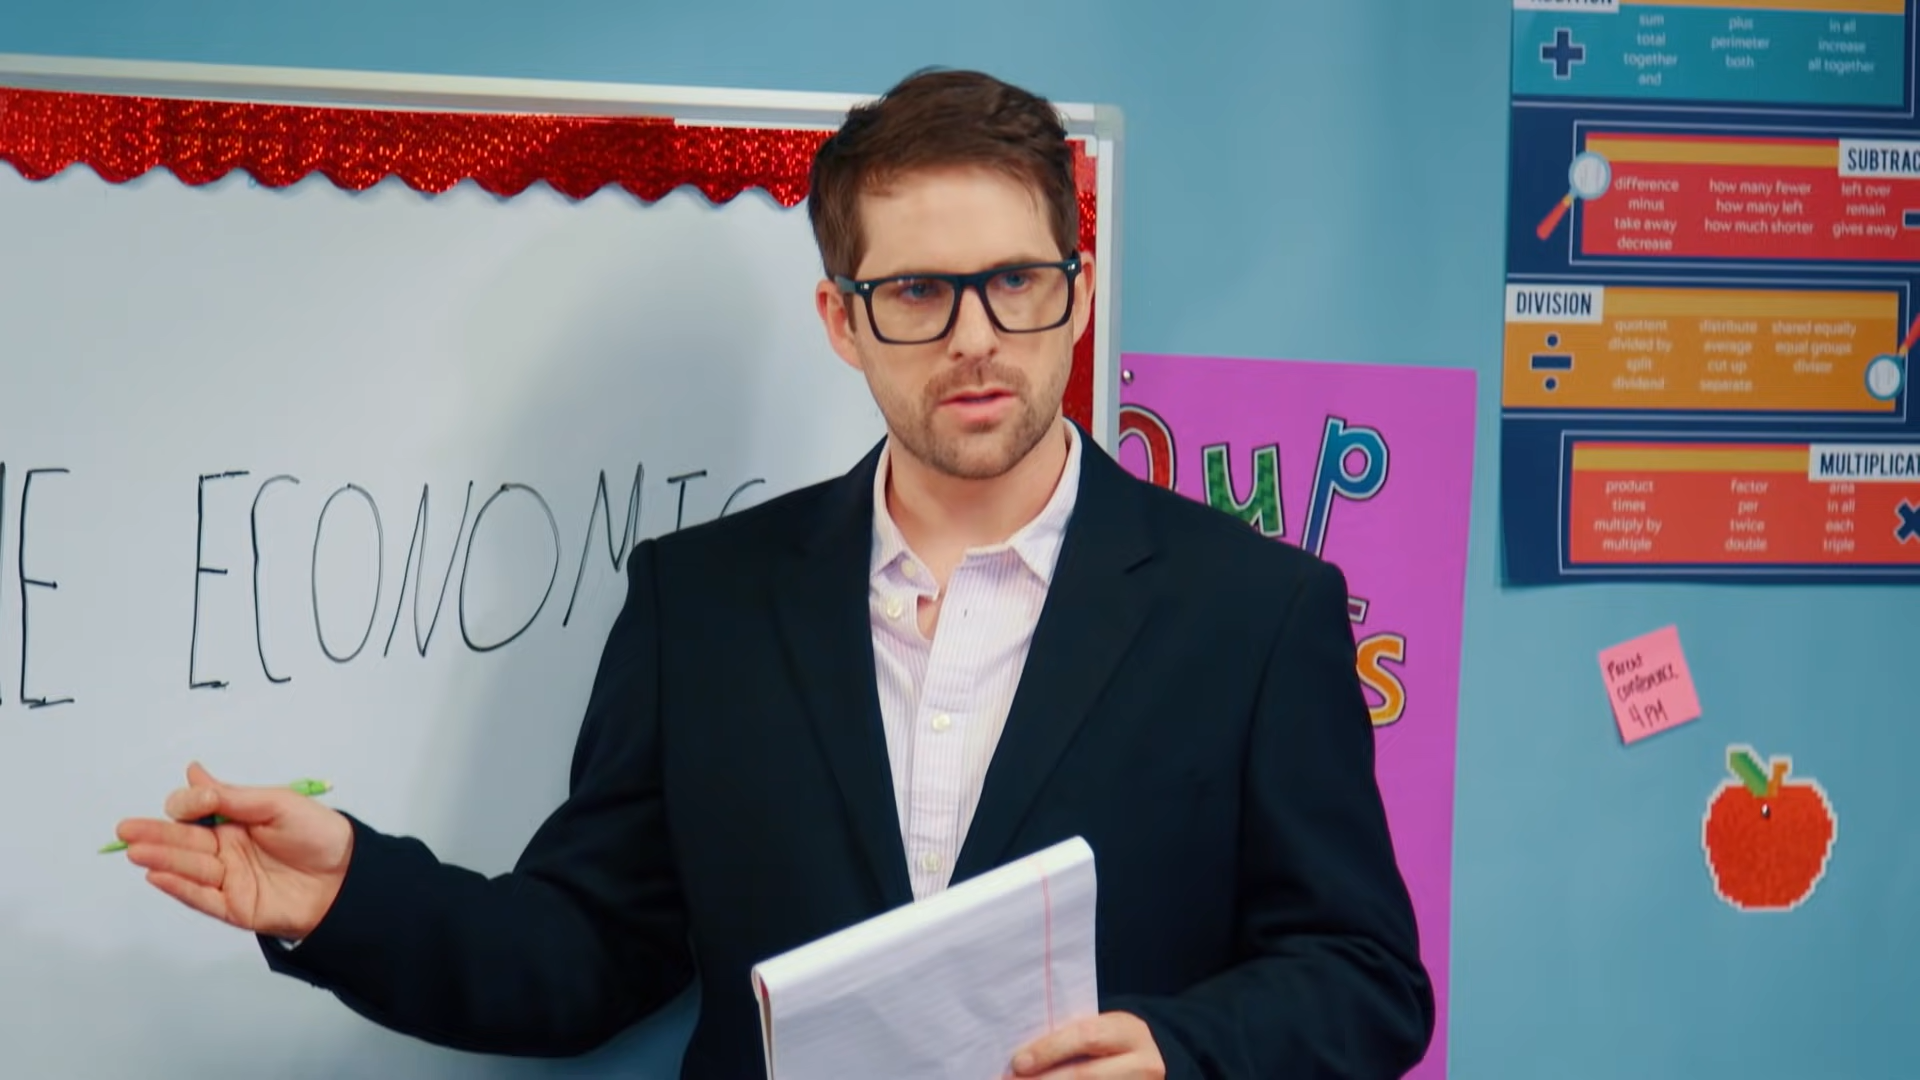 ME ECONOMIC
up
s
ADDITION
sum plus in all
total perimeter increase
together both all together
and
SUBTRAC
difference how many fewer left over
minus how many left remain
take away how much shorter gives away
decrease
DIVISION
quotient distribute shared equally
divided by average equal groups
split cut up divisor
dividend separate
MULTIPLICAT
product factor area
times per in all
multiply by twice each
multiple double triple
PARENT
CONFERENCE
4 PM